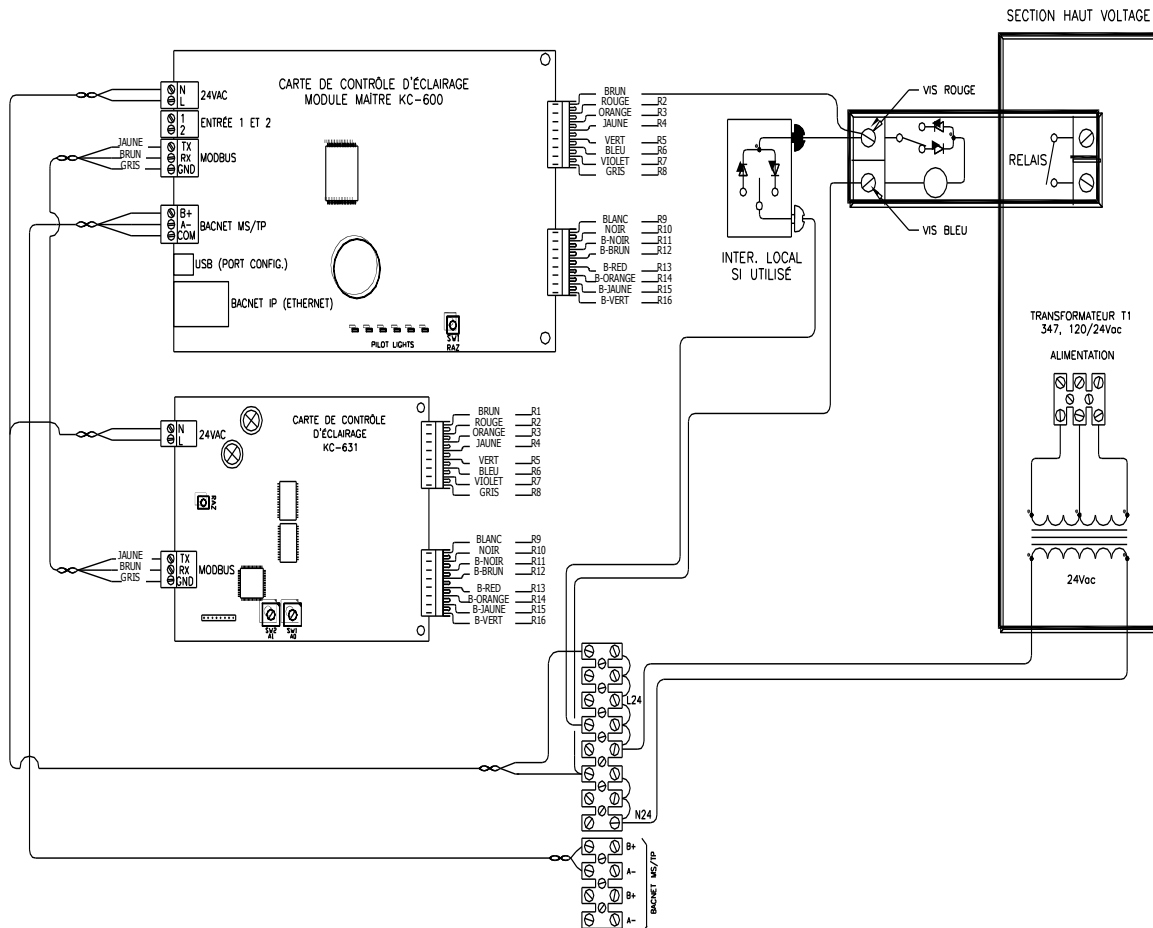 SECTION HAUT VOLTAGE
CARTE DE CONTRÔLE D'ÉCLAIRAGE
MODULE MAÎTRE KC-600
N
L
24VAC
1
2
ENTRÉE 1 ET 2
JAUNE
BRUN
GRIS
TX
RX
GND
MODBUS
B+
A-
COM
BACNET MS/TP
USB (PORT CONFIG.)
BACNET IP (ETHERNET)
PILOT LIGHTS
SW1
RAZ
BRUN
ROUGE R2
ORANGE R3
JAUNE R4
VERT R5
BLEU R6
VIOLET R7
GRIS R8
BLANC R9
NOIR R10
B-NOIR R11
B-BRUN R12
B-RED R13
B-ORANGE R14
B-JAUNE R15
B-VERT R16
INTER. LOCAL
SI UTILISÉ
VIS ROUGE
RELAIS
VIS BLEU
TRANSFORMATEUR T1
347, 120/24Vac
ALIMENTATION
24Vac
CARTE DE CONTRÔLE
D'ÉCLAIRAGE
KC-631
N
L
24VAC
RAZ
JAUNE
BRUN
GRIS
TX
RX
GND
MODBUS
SW2
A1
SW1
A0
BRUN R1
ROUGE R2
ORANGE R3
JAUNE R4
VERT R5
BLEU R6
VIOLET R7
GRIS R8
BLANC R9
NOIR R10
B-NOIR R11
B-BRUN R12
B-RED R13
B-ORANGE R14
B-JAUNE R15
B-VERT R16
L24
N24
B+
A-
B+
A-
BACNET MS/TP